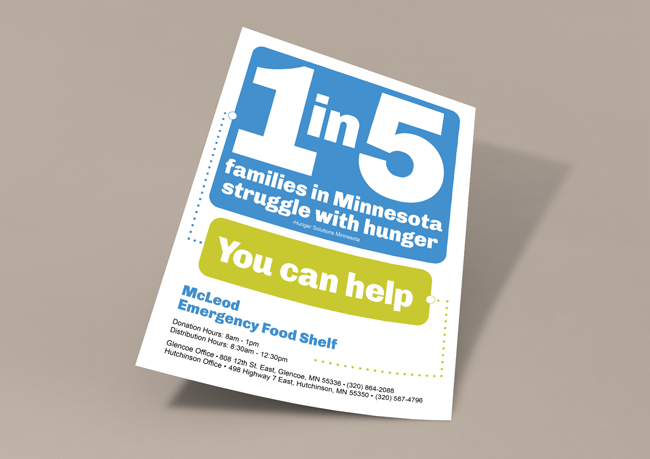 1 in 5
families in Minnesota
struggle with hunger
-Hunger Solutions Minnesota
You can help
McLeod
Emergency Food Shelf
Donation Hours: 8am - 1pm
Distribution Hours: 8:30am - 12:30pm
Glencoe Office • 808 12th St. East, Glencoe, MN 55336 • (320) 864-2088
Hutchinson Office • 498 Highway 7 East, Hutchinson, MN 55350 • (320) 587-4796